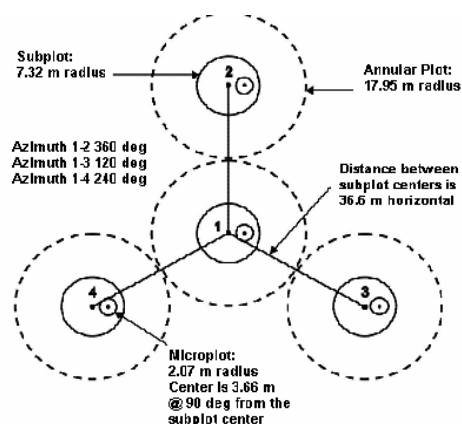 Subplot:
7.32 m radius
2
Annular Plot:
17.95 m radius
Azimuth 1-2 360 deg
Azimuth 1-3 120 deg
Azimuth 1-4 240 deg
Distance between
subplot centers is
36.6 m horizontal
1
4
3
Microplot:
2.07 m radius
Center is 3.66 m
@ 90 deg from the
subplot center